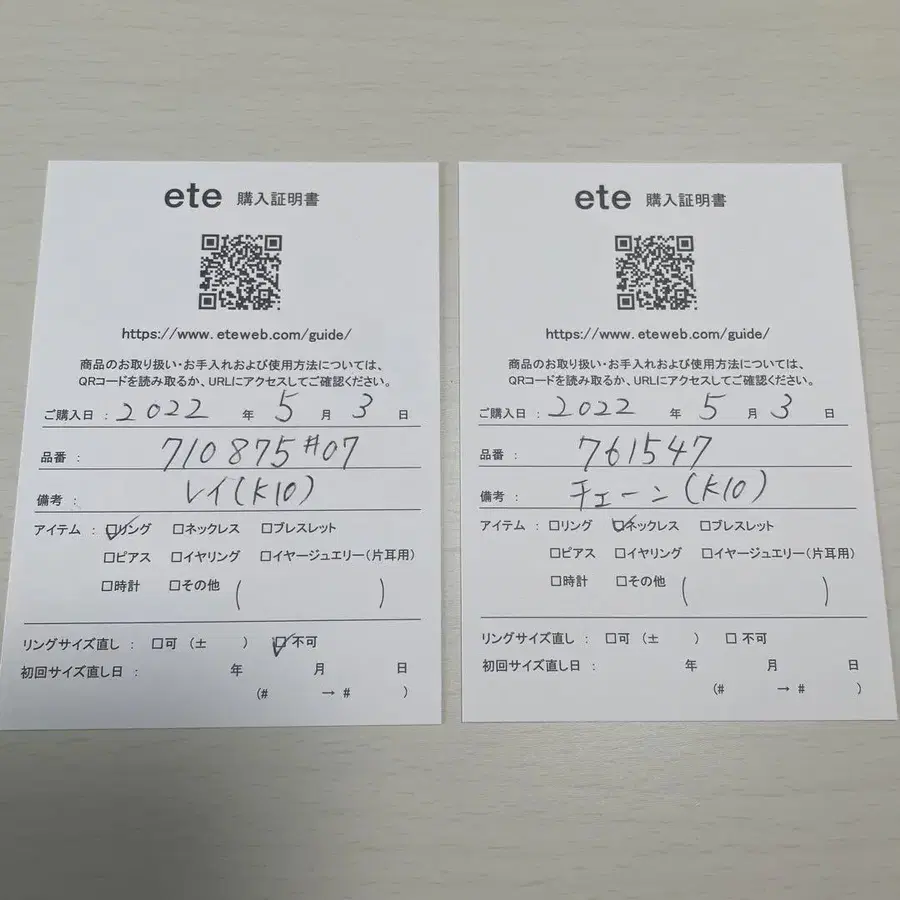 ete 購入証明書
https://www.eteweb.com/guide/
商品のお取り扱い・お手入れおよび使用方法については、
QRコードを読み取るか、URLにアクセスしてご確認ください。
ご購入日 : 2022 年 5 月 3 日
品番 : 710875#07
備考 : レイ(K10)
アイテム : ☑リング □ネックレス □ブレスレット
□ピアス □イヤリング □イヤージュエリー(片耳用)
□時計 □その他 ( )
リングサイズ直し : □可 (± ) ☑不可
初回サイズ直し日 : 年 月 日
(# → # )
ete 購入証明書
https://www.eteweb.com/guide/
商品のお取り扱い・お手入れおよび使用方法については、
QRコードを読み取るか、URLにアクセスしてご確認ください。
ご購入日 : 2022 年 5 月 3 日
品番 : 761547
備考 : チェーン(K10)
アイテム : □リング ☑ネックレス □ブレスレット
□ピアス □イヤリング □イヤージュエリー(片耳用)
□時計 □その他 ( )
リングサイズ直し : □可 (± ) □不可
初回サイズ直し日 : 年 月 日
(# → # )